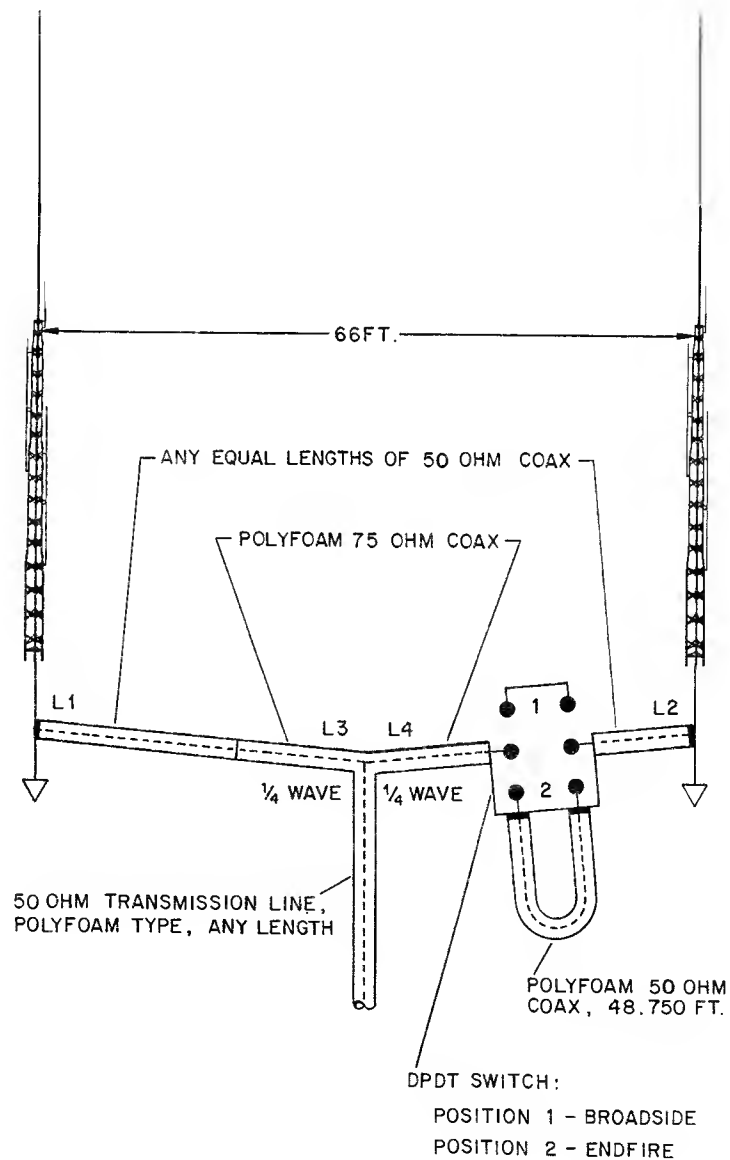 66FT.
ANY EQUAL LENGTHS OF 50 OHM COAX
POLYFOAM 75 OHM COAX
L1
L3
L4
1
L2
¼ WAVE
¼ WAVE
2
50 OHM TRANSMISSION LINE,
POLYFOAM TYPE, ANY LENGTH
POLYFOAM 50 OHM
COAX, 48.750 FT.
DPDT SWITCH:
POSITION 1 - BROADSIDE
POSITION 2 - ENDFIRE